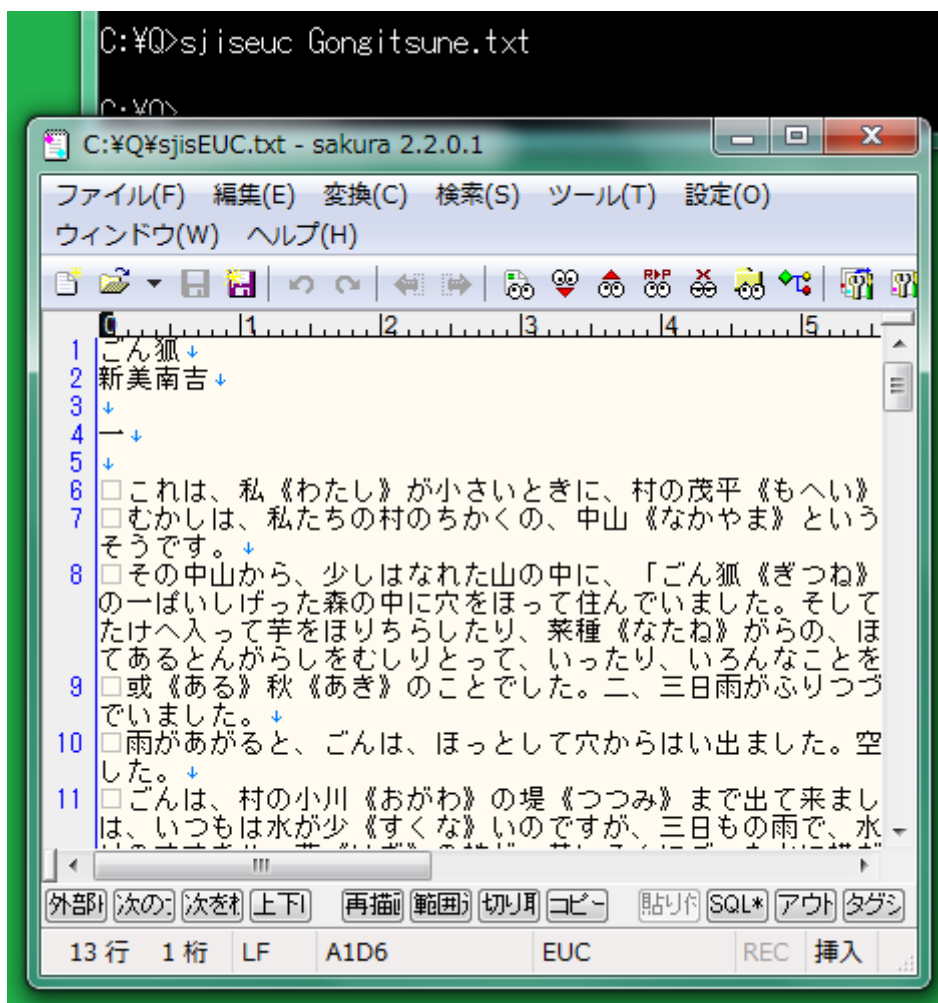 C:¥Q>sjiseuc Gongitsune.txt
C:¥Q>
C:¥Q¥sjisEUC.txt - sakura 2.2.0.1
ファイル(F) 編集(E) 変換(C) 検索(S) ツール(T) 設定(O)
ウィンドウ(W) ヘルプ(H)
0 1 2 3 4 5
1 ごん狐↓
2 新美南吉↓
3 ↓
4 一↓
5 ↓
6 □これは、私《わたし》が小さいときに、村の茂平《もへい》
7 □むかしは、私たちの村のちかくの、中山《なかやま》という
そうです。↓
8 □その中山から、少しはなれた山の中に、「ごん狐《ぎつね》
の一ぱいしげった森の中に穴をほって住んでいました。そして
たけへ入って芋をほりちらしたり、菜種《なたね》がらの、ほ
てあるとんがらしをむしりとって、いったり、いろんなことを
9 □或《ある》秋《あき》のことでした。二、三日雨がふりつづ
でいました。↓
10 □雨があがると、ごんは、ほっとして穴からはい出ました。空
した。↓
11 □ごんは、村の小川《おがわ》の堤《つつみ》まで出て来まし
は、いつもは水が少《すくな》いのですが、三日もの雨で、水
外部 次の 次を 上下 再描 範囲 切り コピー 貼り SQL* アウト タグジ
13 行 1 桁 LF A1D6 EUC REC 挿入